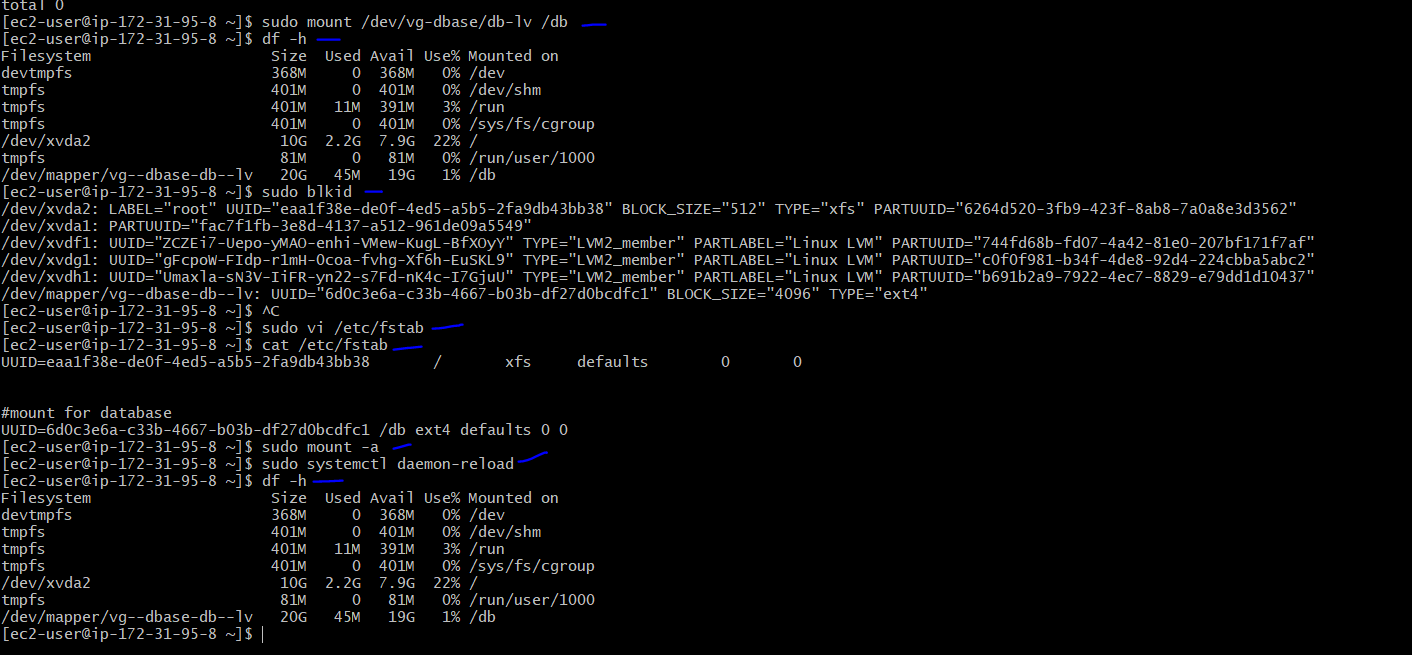 total 0
[ec2-user@ip-172-31-95-8 ~]$ sudo mount /dev/vg-dbase/db-lv /db
[ec2-user@ip-172-31-95-8 ~]$ df -h
Filesystem                    Size  Used Avail Use% Mounted on
devtmpfs                      368M     0  368M   0% /dev
tmpfs                         401M     0  401M   0% /dev/shm
tmpfs                         401M   11M  391M   3% /run
tmpfs                         401M     0  401M   0% /sys/fs/cgroup
/dev/xvda2                     10G  2.2G  7.9G  22% /
tmpfs                          81M     0   81M   0% /run/user/1000
/dev/mapper/vg--dbase-db--lv   20G   45M   19G   1% /db
[ec2-user@ip-172-31-95-8 ~]$ sudo blkid
/dev/xvda2: LABEL="root" UUID="eaa1f38e-de0f-4ed5-a5b5-2fa9db43bb38" BLOCK_SIZE="512" TYPE="xfs" PARTUUID="6264d520-3fb9-423f-8ab8-7a0a8e3d3562"
/dev/xvda1: PARTUUID="fac7f1fb-3e8d-4137-a512-961de05a5549"
/dev/xvdf1: UUID="ZCZEi7-Uepo-yMAO-enhi-VMew-KugL-BfXOyY" TYPE="LVM2_member" PARTLABEL="Linux LVM" PARTUUID="744fd68b-fd07-4a42-81e0-207bf171f7af"
/dev/xvdg1: UUID="gFcpoW-FIdp-r1mH-0coa-fvhg-Xf6h-EuSKL9" TYPE="LVM2_member" PARTLABEL="Linux LVM" PARTUUID="c0f0f981-b34f-4de8-92d4-224cbba5abc2"
/dev/xvdh1: UUID="Umaxla-sN3V-IiFR-yn22-s7Fd-nK4c-I7GjuU" TYPE="LVM2_member" PARTLABEL="Linux LVM" PARTUUID="b691b2a9-7922-4ec7-8829-e79dd1d10437"
/dev/mapper/vg--dbase-db--lv: UUID="6d0c3e6a-c33b-4667-b03b-df27d0bcdfc1" BLOCK_SIZE="4096" TYPE="ext4"
[ec2-user@ip-172-31-95-8 ~]$ ^C
[ec2-user@ip-172-31-95-8 ~]$ sudo vi /etc/fstab
[ec2-user@ip-172-31-95-8 ~]$ cat /etc/fstab
UUID=eaa1f38e-de0f-4ed5-a5b5-2fa9db43bb38       /       xfs     defaults        0       0
#mount for database
UUID=6d0c3e6a-c33b-4667-b03b-df27d0bcdfc1 /db ext4 defaults 0 0
[ec2-user@ip-172-31-95-8 ~]$ sudo mount -a
[ec2-user@ip-172-31-95-8 ~]$ sudo systemctl daemon-reload
[ec2-user@ip-172-31-95-8 ~]$ df -h
Filesystem                    Size  Used Avail Use% Mounted on
devtmpfs                      368M     0  368M   0% /dev
tmpfs                         401M     0  401M   0% /dev/shm
tmpfs                         401M   11M  391M   3% /run
tmpfs                         401M     0  401M   0% /sys/fs/cgroup
/dev/xvda2                     10G  2.2G  7.9G  22% /
tmpfs                          81M     0   81M   0% /run/user/1000
/dev/mapper/vg--dbase-db--lv   20G   45M   19G   1% /db
[ec2-user@ip-172-31-95-8 ~]$